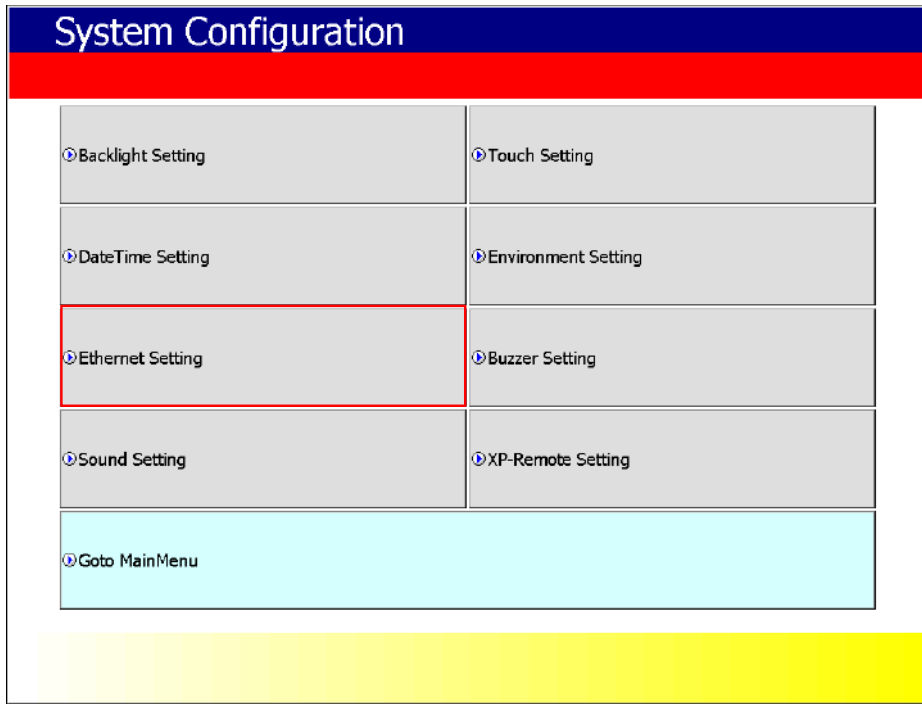 System Configuration
Backlight Setting
Touch Setting
DateTime Setting
Environment Setting
Ethernet Setting
Buzzer Setting
Sound Setting
XP-Remote Setting
Goto MainMenu